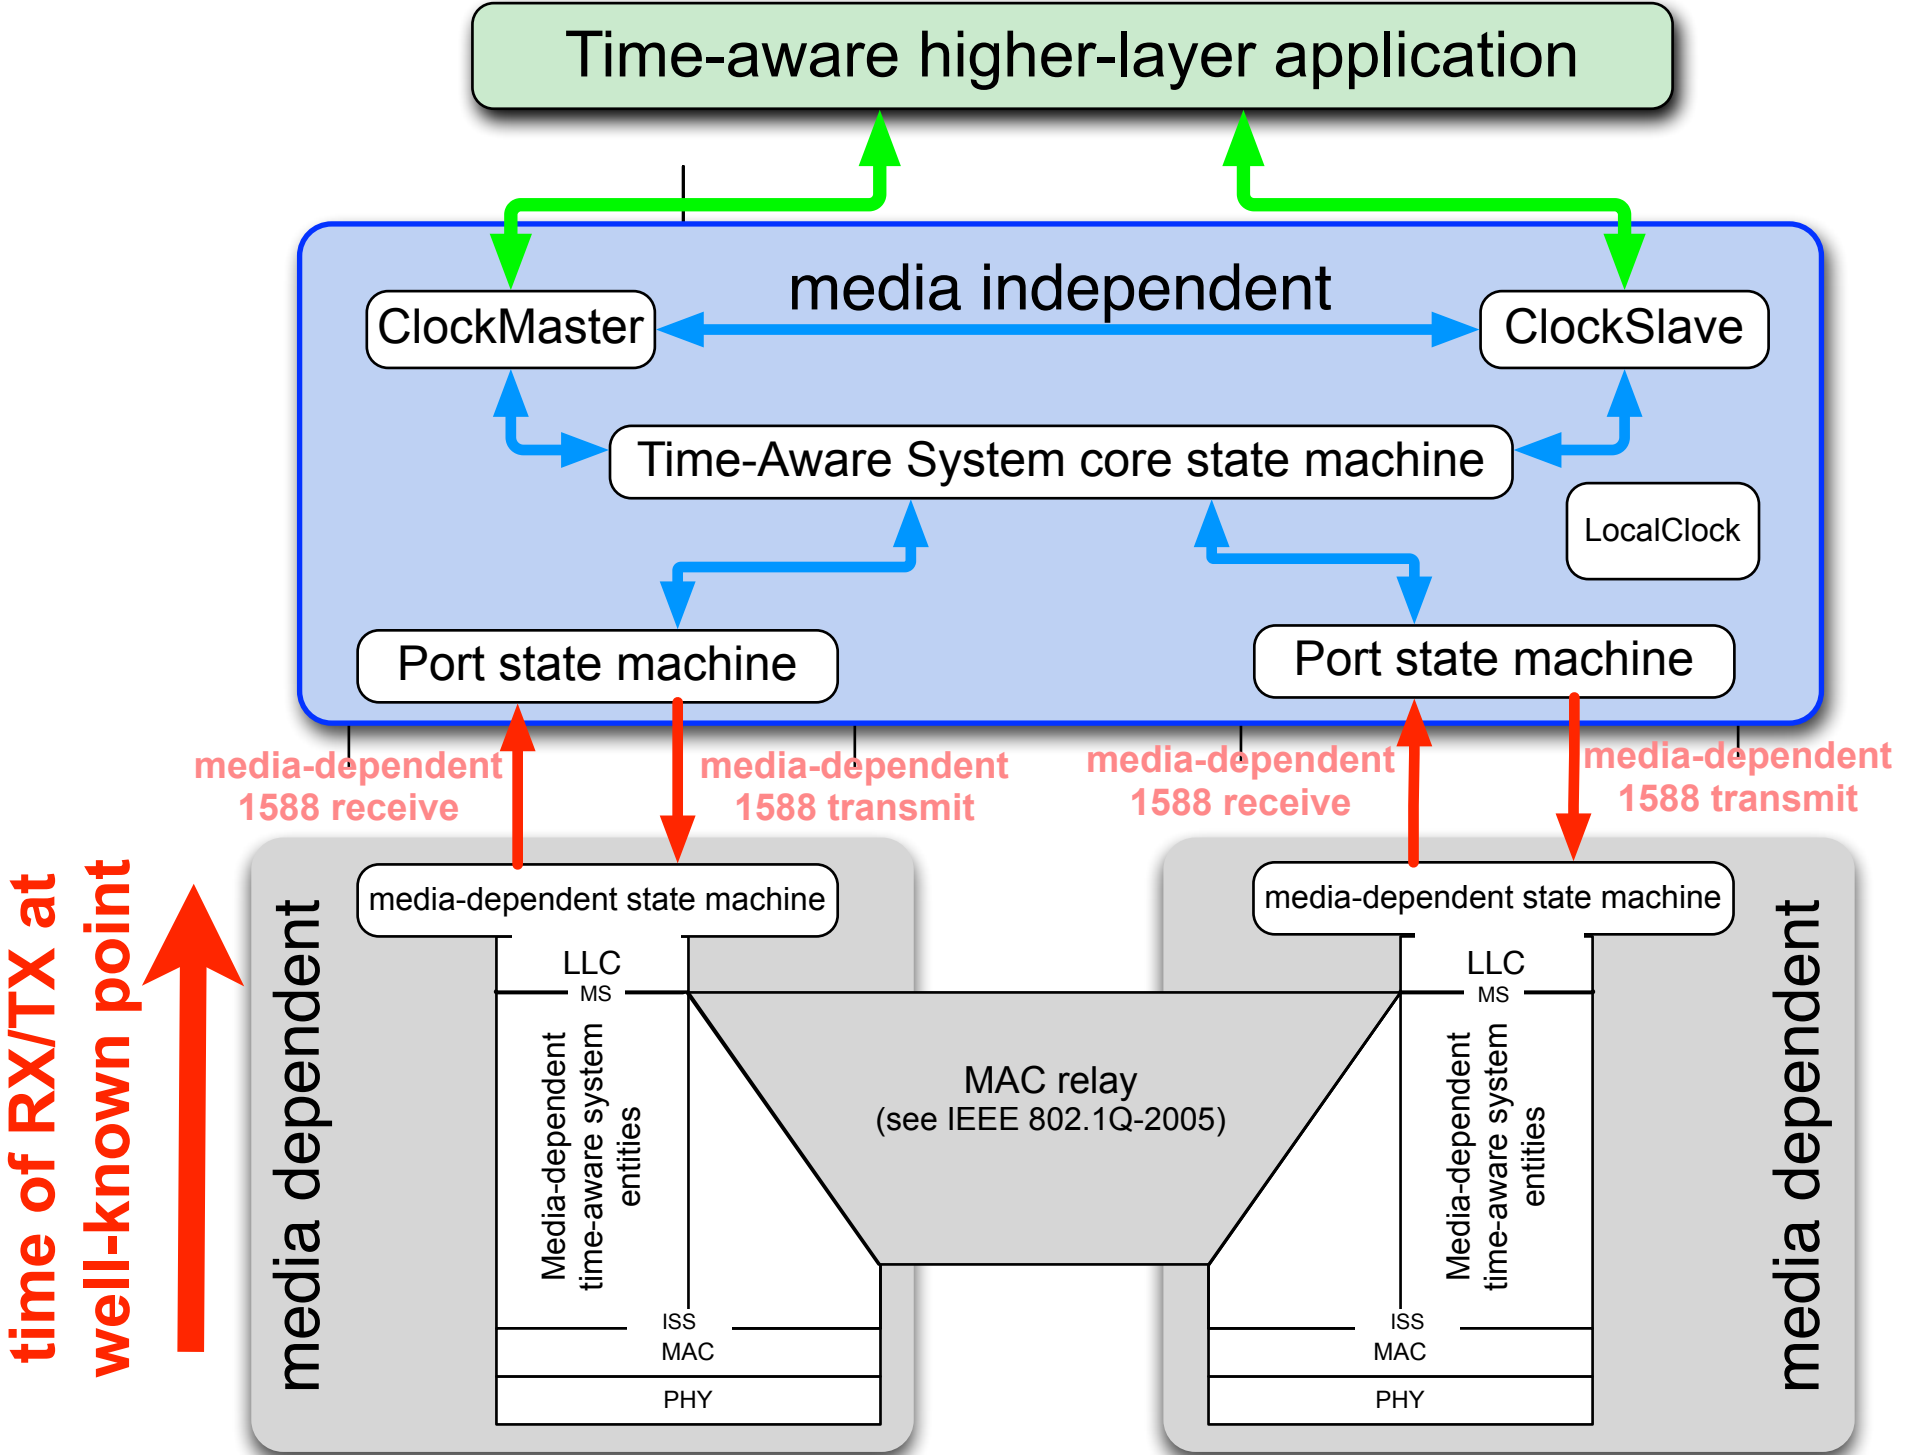 Time-aware higher-layer application
media independent
ClockMaster
ClockSlave
Time-Aware System core state machine
LocalClock
Port state machine
Port state machine
media-dependent
1588 receive
media-dependent
1588 transmit
media-dependent
1588 receive
media-dependent
1588 transmit
time of RX/TX at
well-known point
media dependent
media-dependent state machine
LLC
MS
Media-dependent
time-aware system
entities
ISS
MAC
PHY
MAC relay
(see IEEE 802.1Q-2005)
media-dependent state machine
LLC
MS
Media-dependent
time-aware system
entities
ISS
MAC
PHY
media dependent